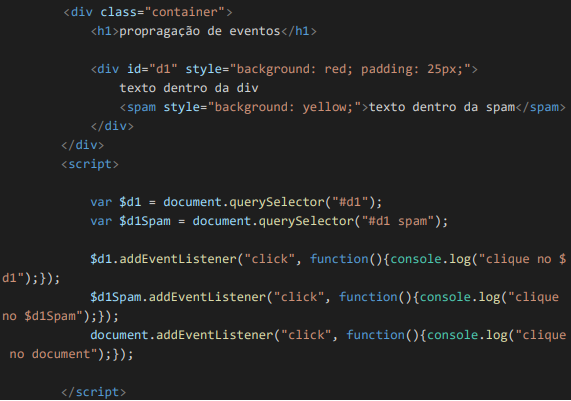 <div class="container">
<h1>propragação de eventos</h1>
<div id="d1" style="background: red; padding: 25px;">
texto dentro da div
<spam style="background: yellow;">texto dentro da spam</spam>
</div>
</div>
<script>
var $d1 = document.querySelector("#d1");
var $d1Spam = document.querySelector("#d1 spam");
$d1.addEventListener("click", function(){console.log("clique no $
d1");});
$d1Spam.addEventListener("click", function(){console.log("clique
no $d1Spam");});
document.addEventListener("click", function(){console.log("clique
no document");});
</script>